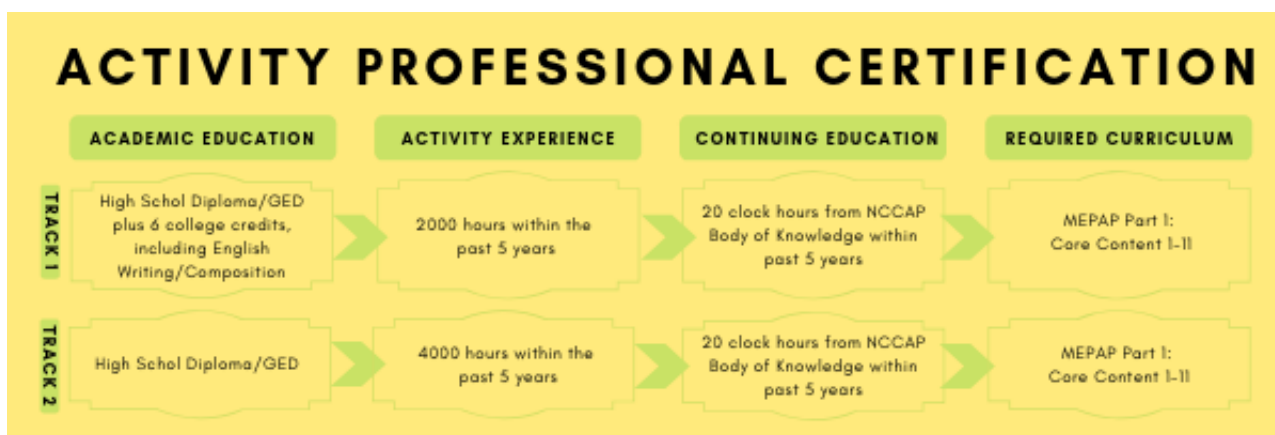 ACTIVITY PROFESSIONAL CERTIFICATION
ACADEMIC EDUCATION
ACTIVITY EXPERIENCE
CONTINUING EDUCATION
REQUIRED CURRICULUM
TRACK 1
High Schol Diploma/GED
plus 6 college credits,
including English
Writing/Composition
2000 hours within the
past 5 years
20 clock hours from NCCAP
Body of Knowledge within
past 5 years
MEPAP Part 1:
Core Content 1-11
TRACK 2
High Schol Diploma/GED
4000 hours within the
past 5 years
20 clock hours from NCCAP
Body of Knowledge within
past 5 years
MEPAP Part 1:
Core Content 1-11